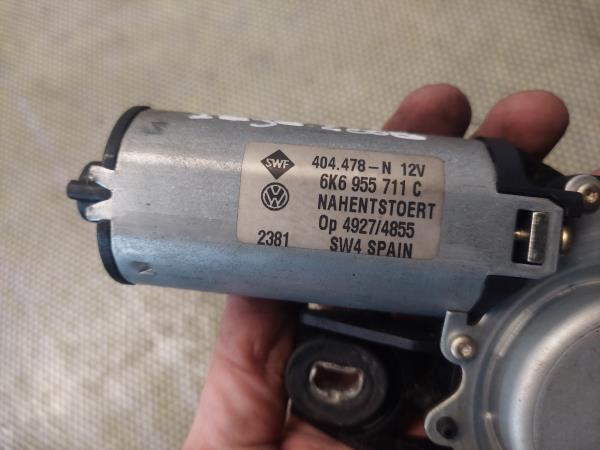 SWF 404.478-N 12V
6K6 955 711 C
NAHENTSTOERT
Op 4927/4855
2381 SW4 SPAIN